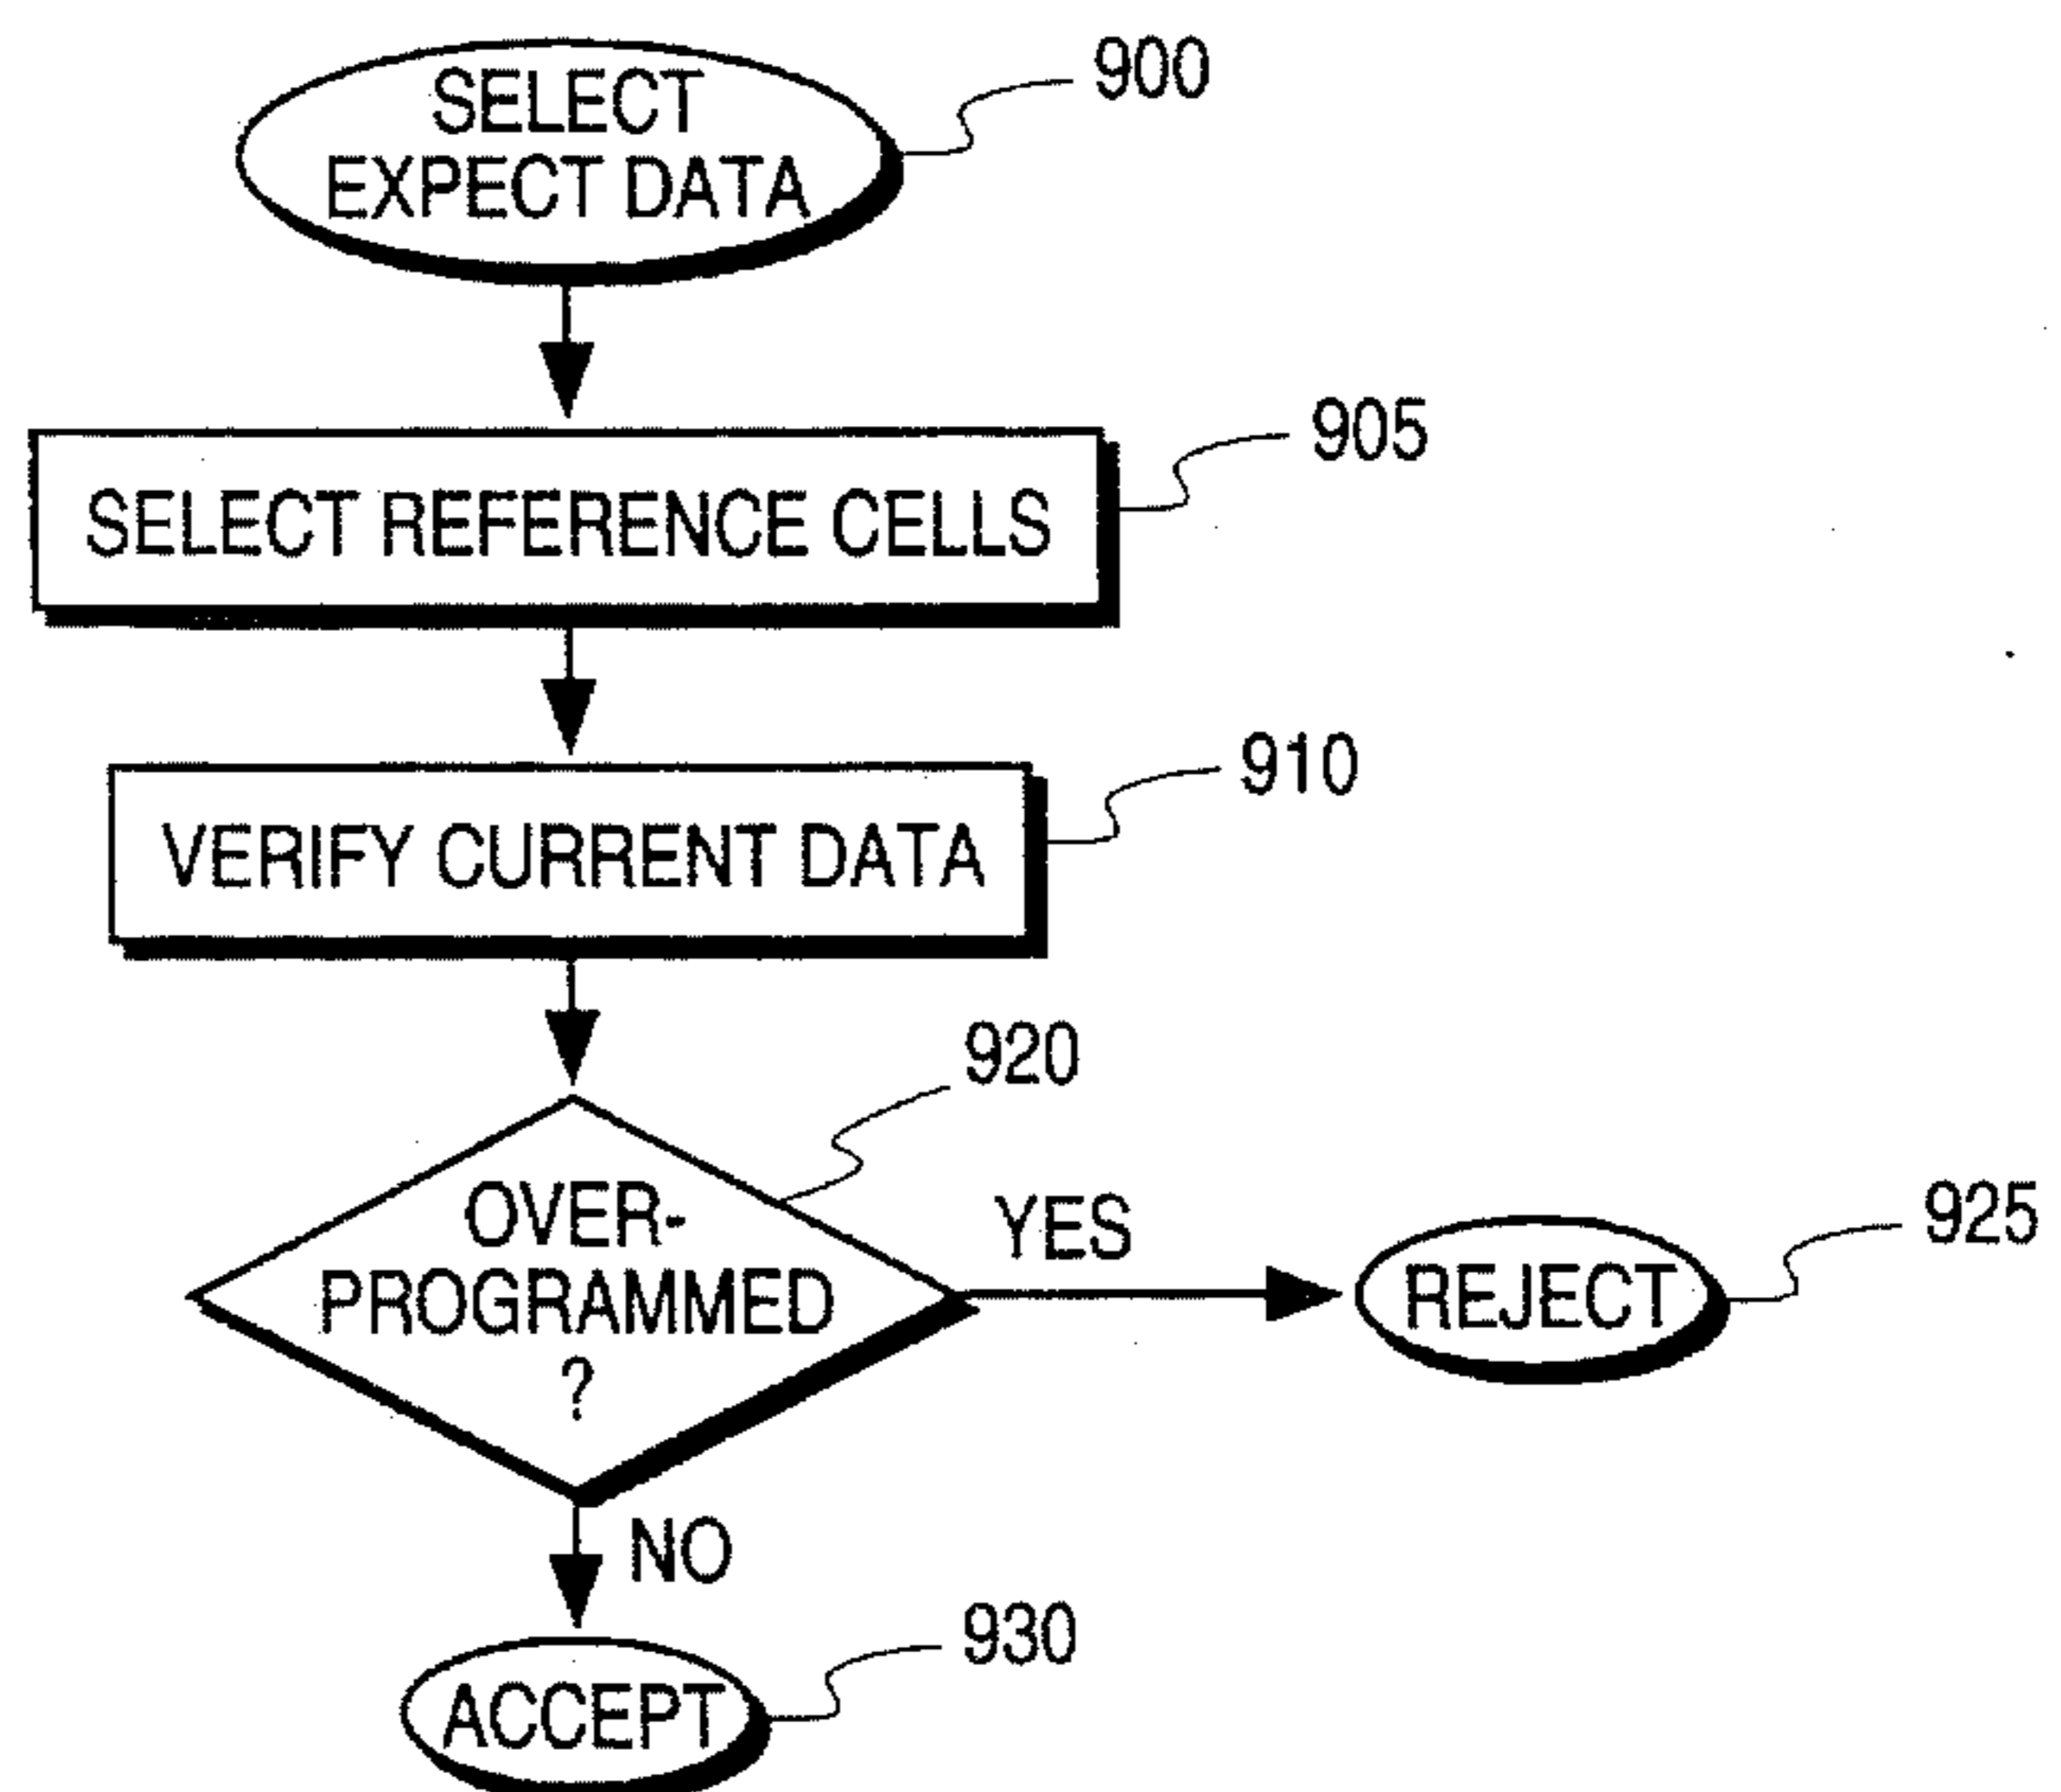 SELECT
EXPECT DATA
900
SELECT REFERENCE CELLS
905
VERIFY CURRENT DATA
910
920
OVER-
PROGRAMMED
?
YES
REJECT
925
NO
ACCEPT
930